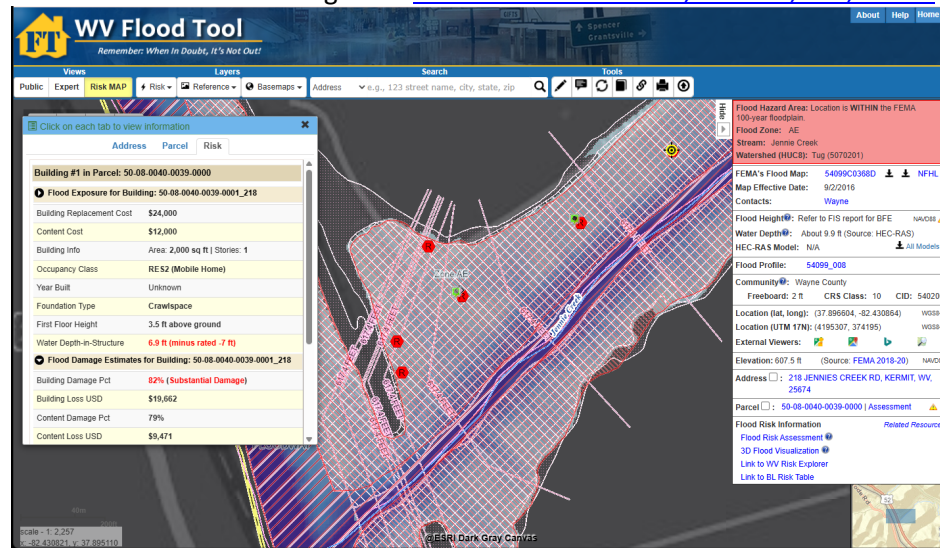 WV Flood Tool
Remember: When In Doubt, It's Not Out!
FT
Spencer
Grantsville
About Help Home
Views Layers Search Tools
Public Expert Risk MAP Risk Reference Basemaps Address e.g., 123 street name, city, state, zip
Click on each tab to view information
Address Parcel Risk
Building #1 in Parcel: 50-08-0040-0039-0000
Flood Exposure for Building: 50-08-0040-0039-0001_218
Building Replacement Cost $24,000
Content Cost $12,000
Building Info Area: 2,000 sq ft | Stories: 1
Occupancy Class RES2 (Mobile Home)
Year Built Unknown
Foundation Type Crawlspace
First Floor Height 3.5 ft above ground
Water Depth-in-Structure 6.9 ft (minus rated -7 ft)
Flood Damage Estimates for Building: 50-08-0040-0039-0001_218
Building Damage Pct 82% (Substantial Damage)
Building Loss USD $19,662
Content Damage Pct 79%
Content Loss USD $9,471
Zone AE
Jennie Creek
R
R
R
617.4 FEET
@ESRI Dark Gray Canvas
40m
200ft
scale - 1: 2,257
x: -82.430821, y: 37.895110
Hide
Flood Hazard Area: Location is WITHIN the FEMA
100-year floodplain.
Flood Zone: AE
Stream: Jennie Creek
Watershed (HUC8): Tug (5070201)
FEMA's Flood Map: 54099C0368D NFHL
Map Effective Date: 9/2/2016
Contacts: Wayne
Flood Height: Refer to FIS report for BFE NAVD88
Water Depth: About 9.9 ft (Source: HEC-RAS)
HEC-RAS Model: N/A All Models
Flood Profile: 54099_008
Community: Wayne County
Freeboard: 2 ft CRS Class: 10 CID: 54020
Location (lat, long): (37.896604, -82.430864) WGS8
Location (UTM 17N): (4195307, 374195) WGS8
External Viewers:
Elevation: 607.5 ft (Source: FEMA 2018-20) NAVD
Address : 218 JENNIES CREEK RD, KERMIT, WV,
25674
Parcel : 50-08-0040-0039-0000 | Assessment
Flood Risk Information Related Resource
Flood Risk Assessment
3D Flood Visualization
Link to WV Risk Explorer
Link to BL Risk Table
52